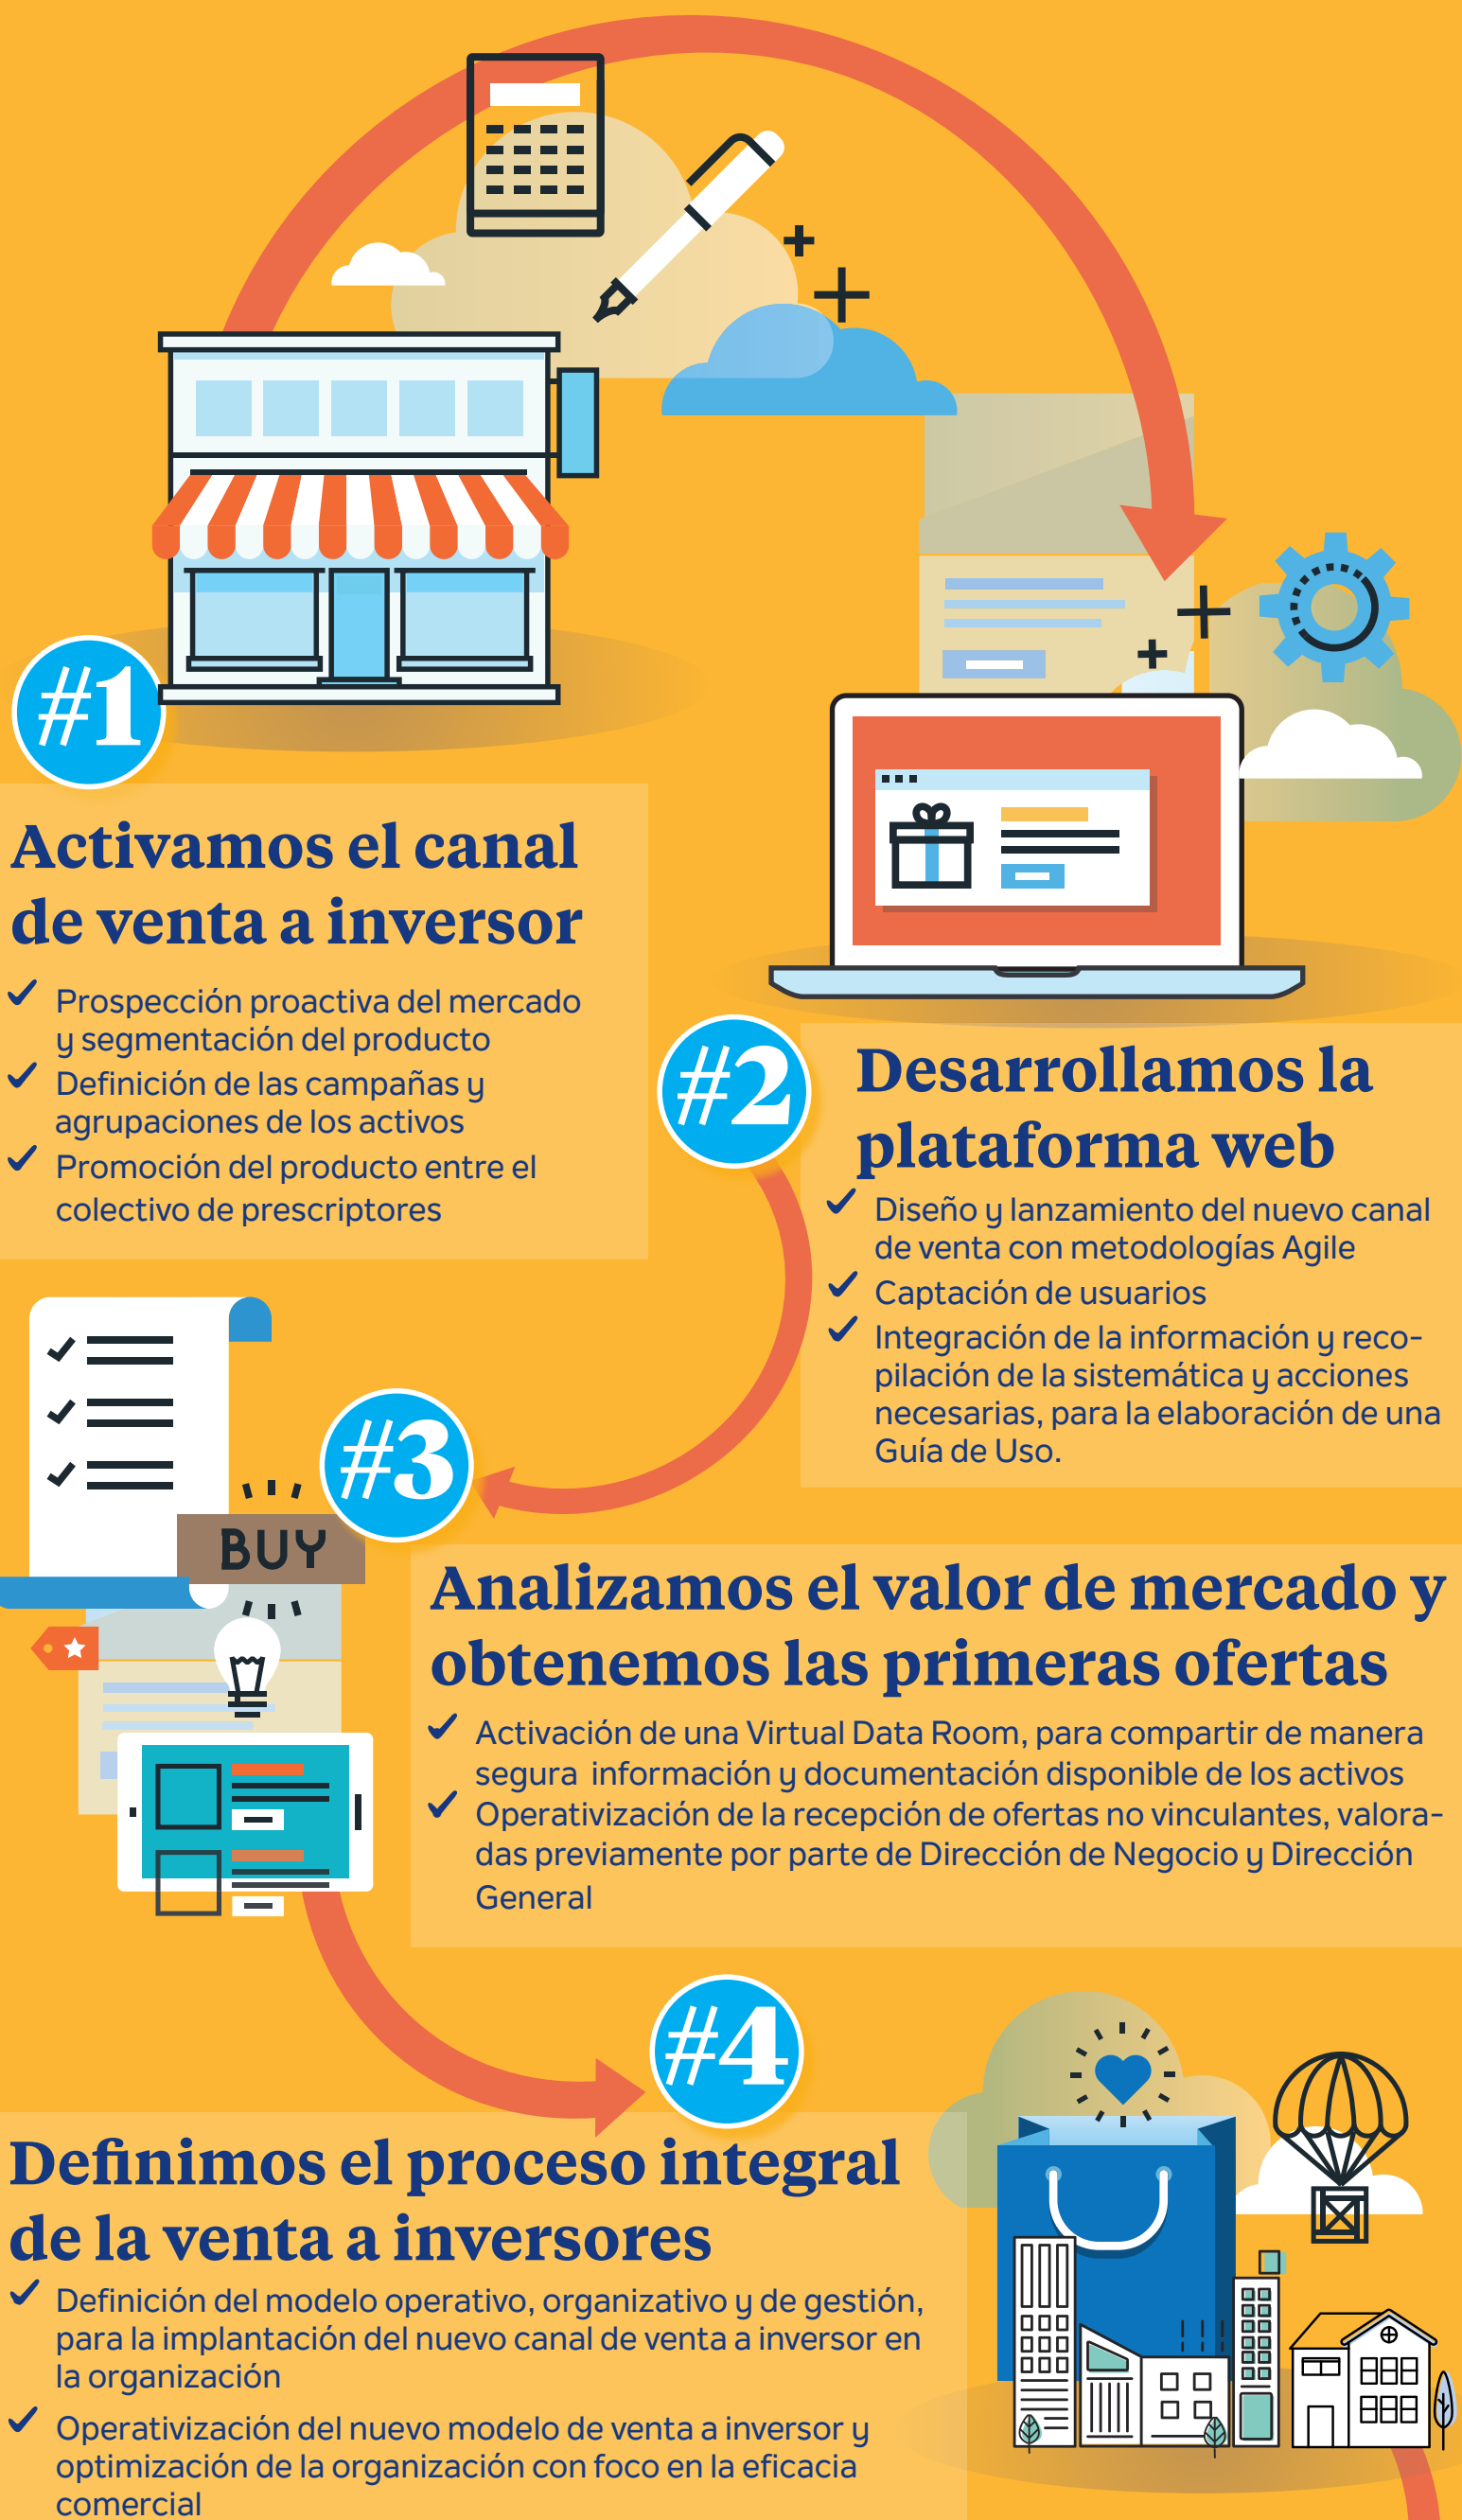 #1
Activamos el canal
de venta a inversor
Prospección proactiva del mercado
y segmentación del producto
Definición de las campañas y
agrupaciones de los activos
Promoción del producto entre el
colectivo de prescriptores
#2
Desarrollamos la
plataforma web
Diseño y lanzamiento del nuevo canal
de venta con metodologías Agile
Captación de usuarios
Integración de la información y reco-
pilación de la sistemática y acciones
necesarias, para la elaboración de una
Guía de Uso.
#3
BUY
Analizamos el valor de mercado y
obtenemos las primeras ofertas
Activación de una Virtual Data Room, para compartir de manera
segura información y documentación disponible de los activos
Operativización de la recepción de ofertas no vinculantes, valora-
das previamente por parte de Dirección de Negocio y Dirección
General
#4
Definimos el proceso integral
de la venta a inversores
Definición del modelo operativo, organizativo y de gestión,
para la implantación del nuevo canal de venta a inversor en
la organización
Operativización del nuevo modelo de venta a inversor y
optimización de la organización con foco en la eficacia
comercial